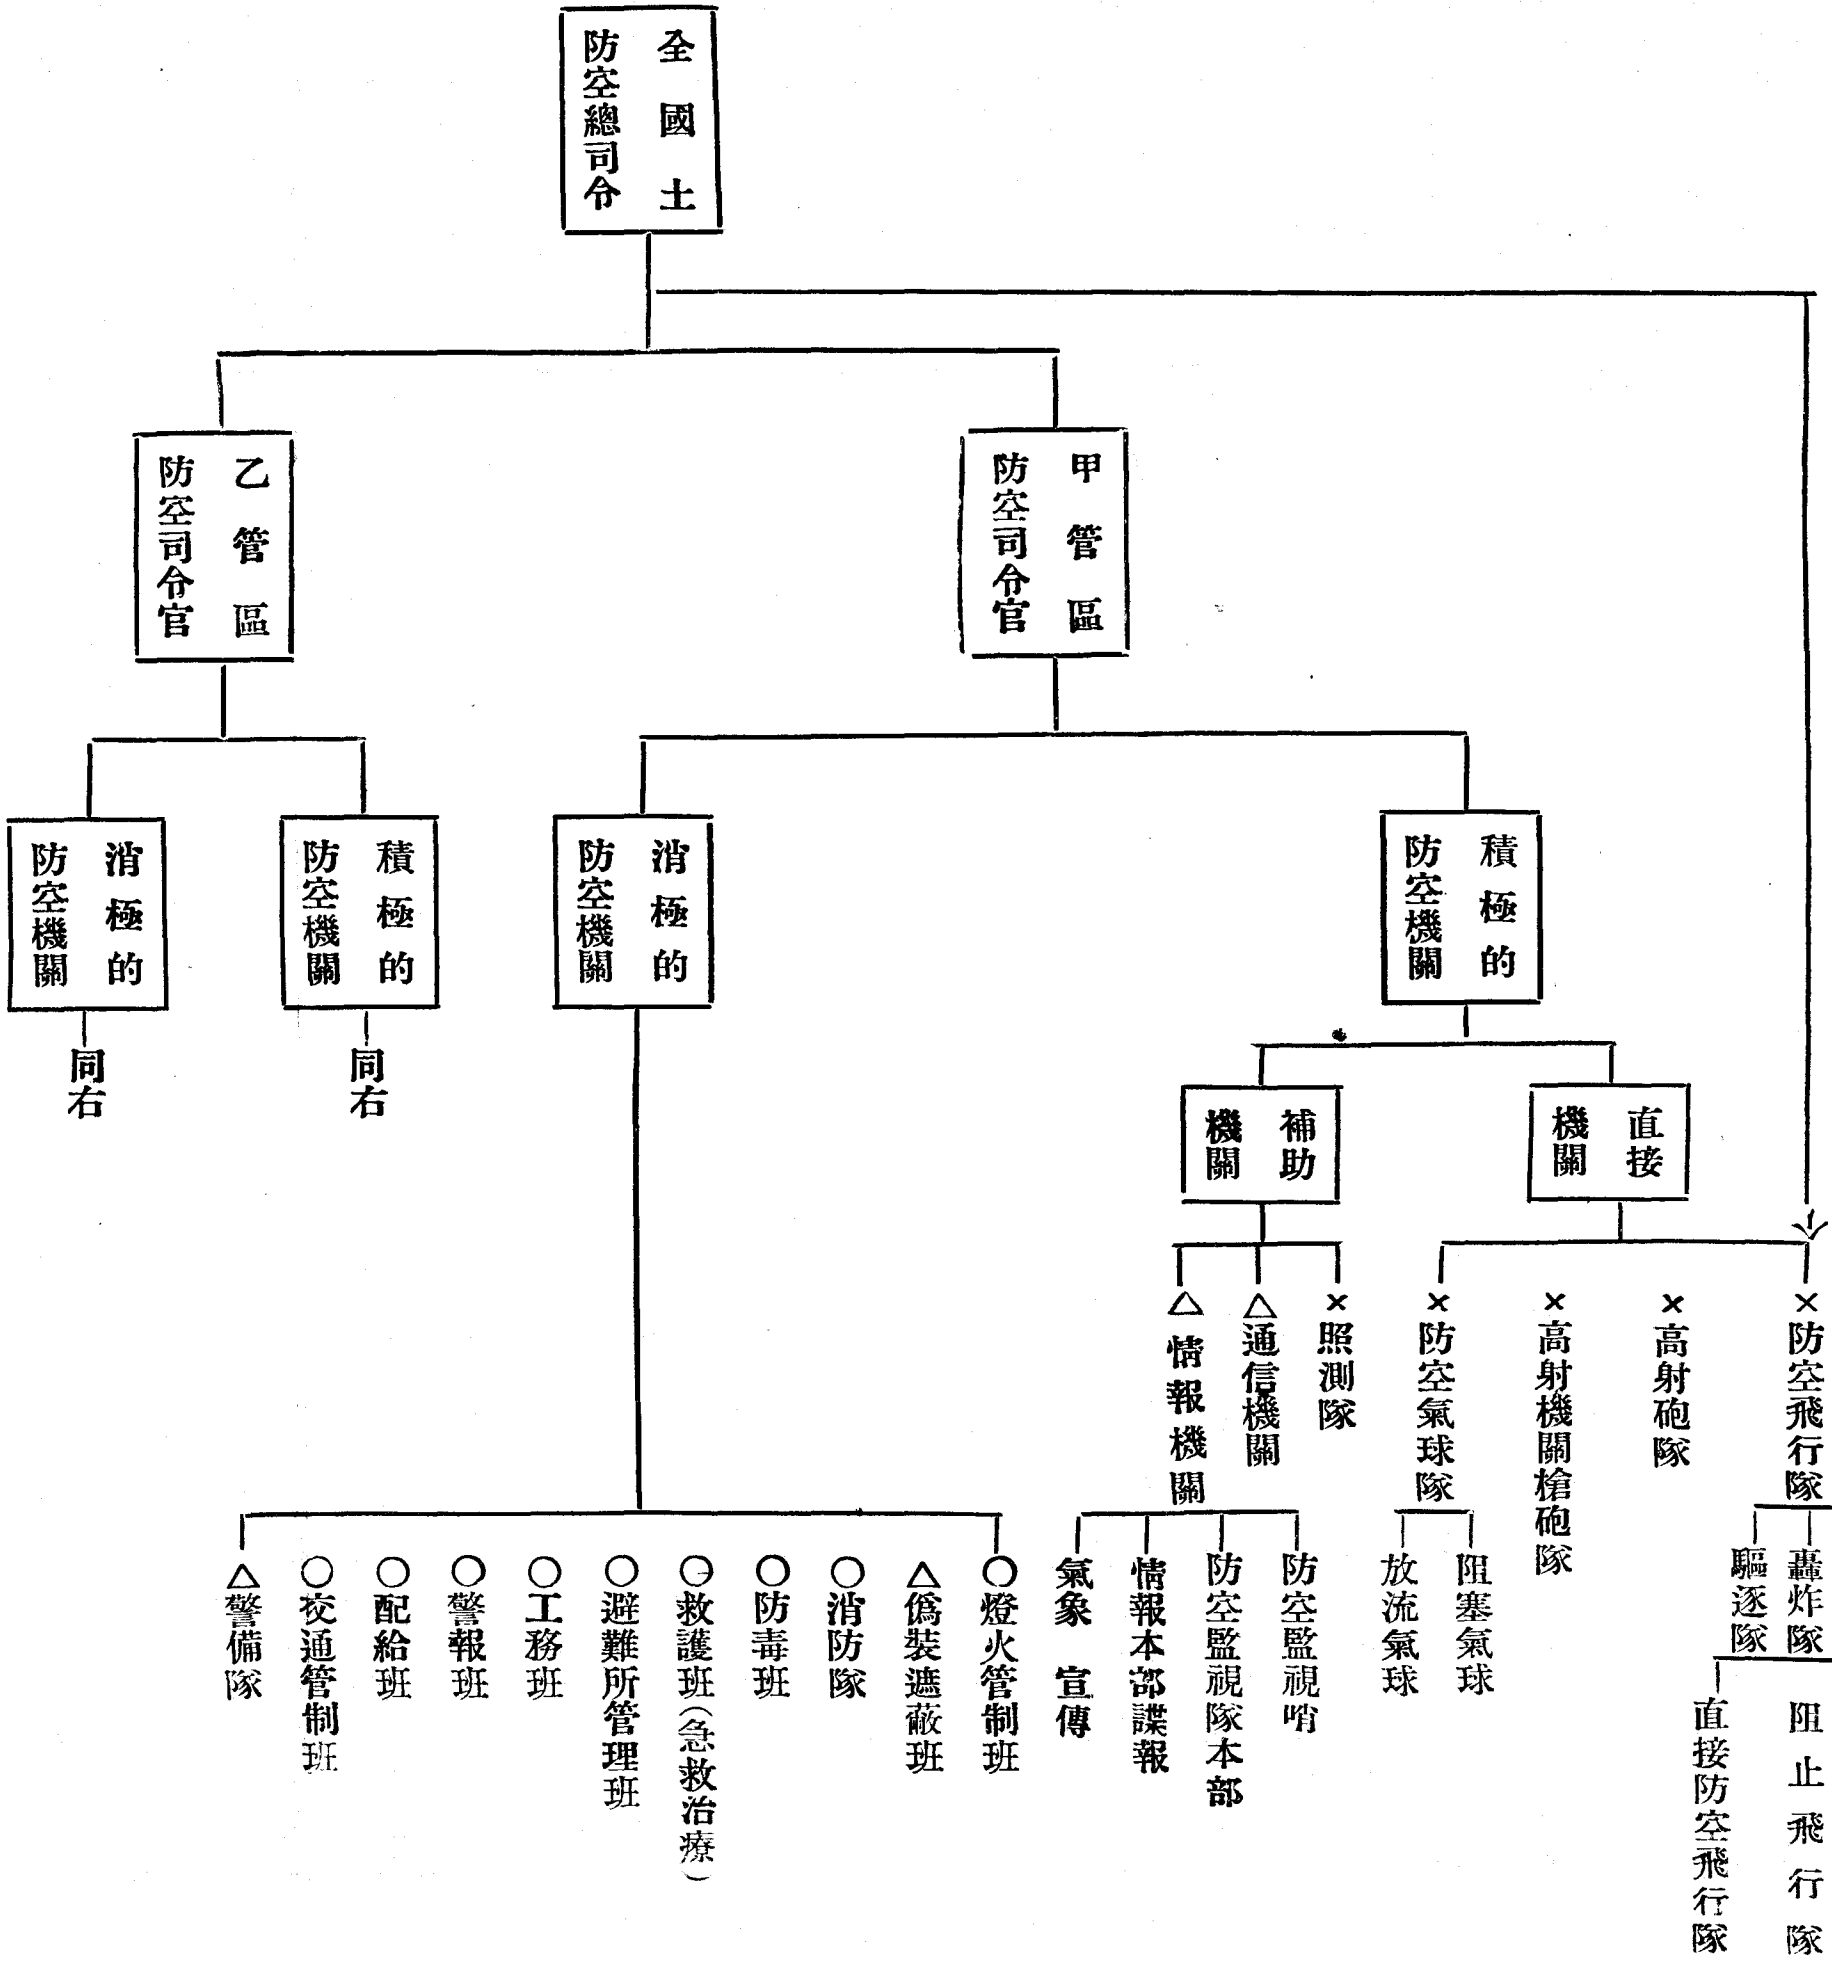 全國土
防空總司令
甲管區
防空司令官
乙管區
防空司令官
積極的
防空機關
消極的
防空機關
積極的
防空機關
消極的
防空機關
同右
同右
直接
機關
補助
機關
×防空飛行隊
×高射砲隊
×高射機關槍砲隊
×防空氣球隊
×照測隊
△通信機關
△情報機關
轟炸隊
驅逐隊
阻止飛行隊
直接防空飛行隊
阻塞氣球
放流氣球
防空監視哨
防空監視隊本部
情報本部諜報
氣象 宣傳
○燈火管制班
△偽裝遮蔽班
○消防隊
○防毒班
○救護班(急救治療)
○避難所管理班
○工務班
○警報班
○配給班
○交通管制班
△警備隊